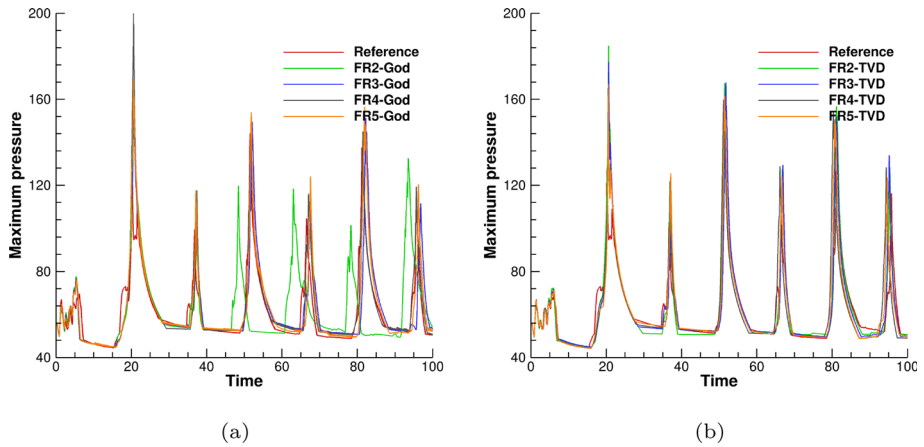 200
160
120
80
40
Maximum pressure
0
20
40
60
80
100
Time
Reference
FR2-God
FR3-God
FR4-God
FR5-God
(a)
200
160
120
80
40
Maximum pressure
0
20
40
60
80
100
Time
Reference
FR2-TVD
FR3-TVD
FR4-TVD
FR5-TVD
(b)